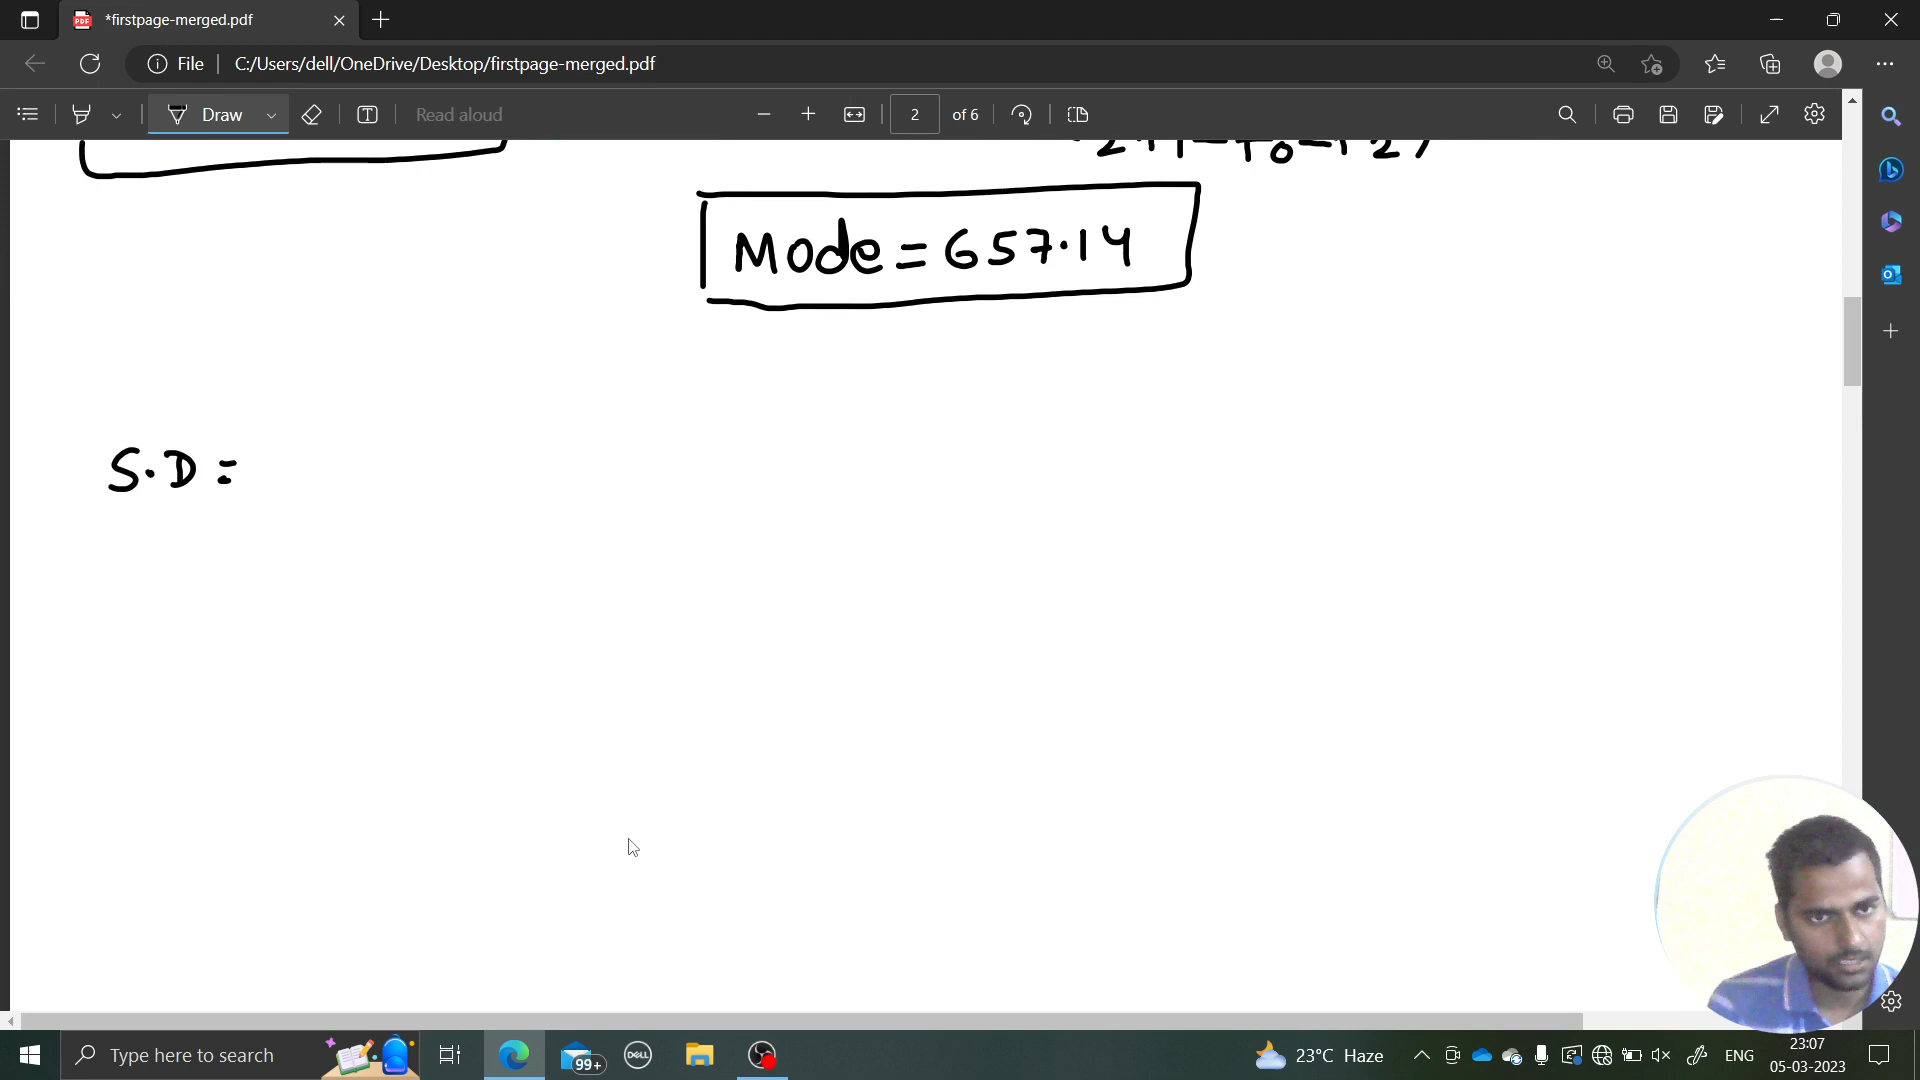 *firstpage-merged.pdf
File
C:/Users/dell/OneDrive/Desktop/firstpage-merged.pdf
Draw
Read aloud
2 of 6
Mode = 657.14
S.D =
Type here to search
99+
DELL
23°C Haze
ENG
23:07
05-03-2023